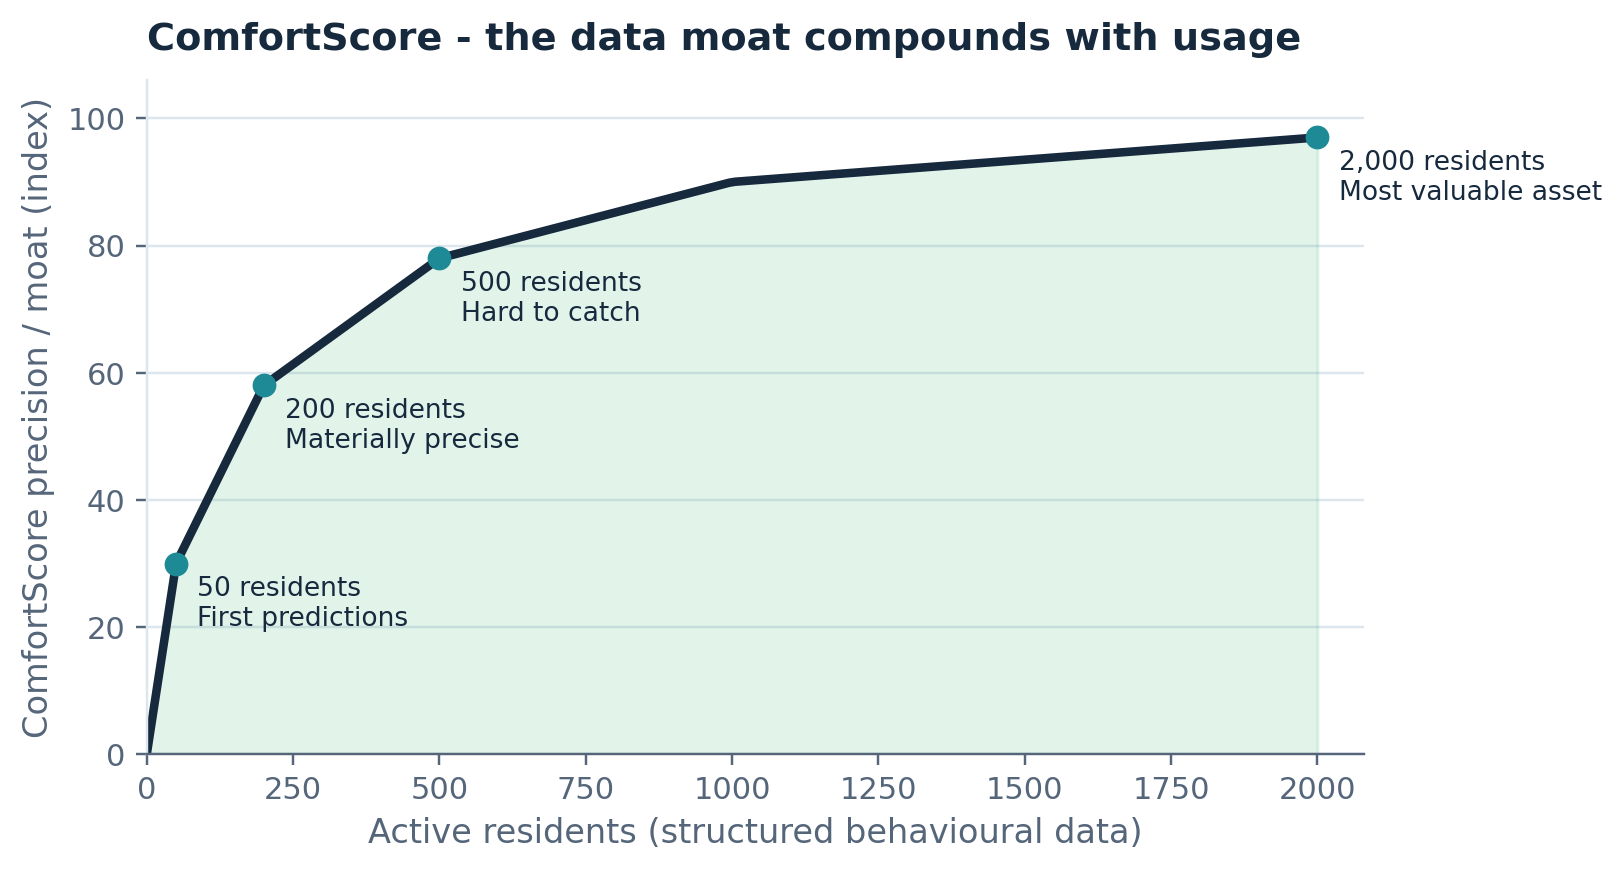 ComfortScore - the data moat compounds with usage
ComfortScore precision / moat (index)
100
80
60
40
20
0
2,000 residents
Most valuable asset
500 residents
Hard to catch
200 residents
Materially precise
50 residents
First predictions
0 250 500 750 1000 1250 1500 1750 2000
Active residents (structured behavioural data)